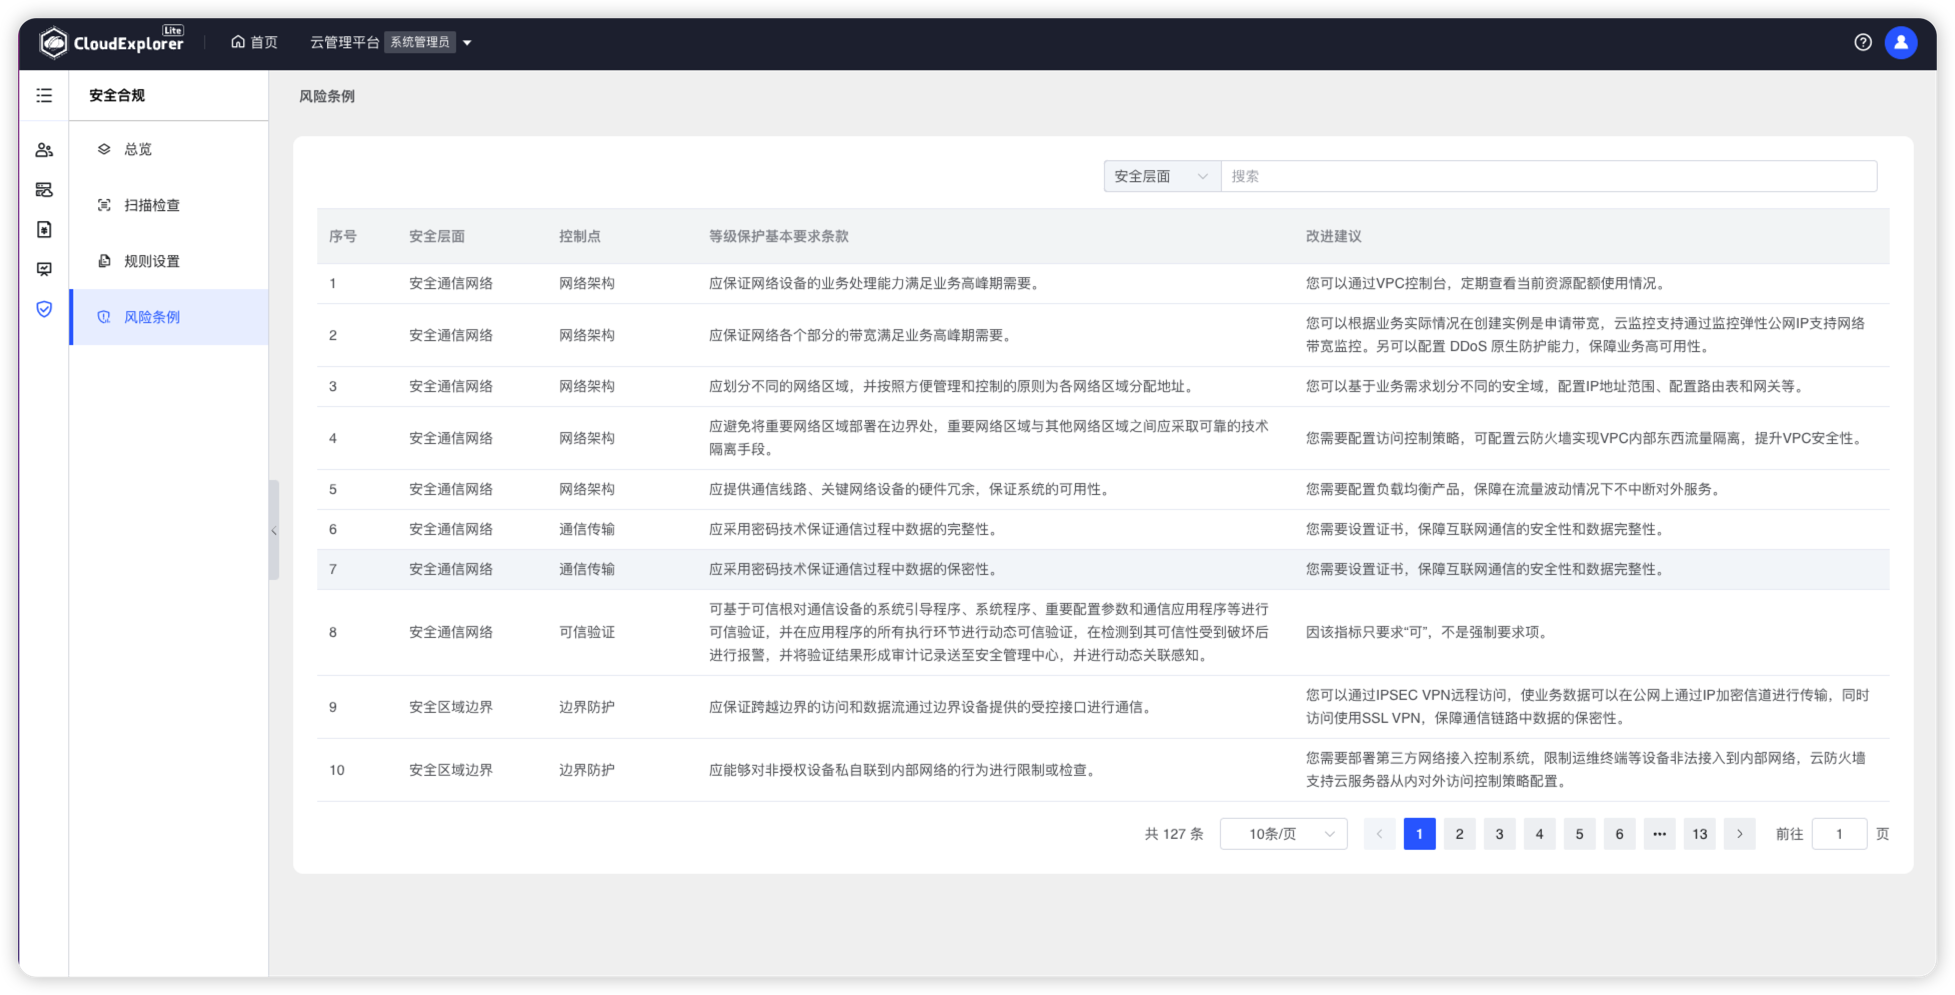 CloudExplorer Lite
首页
云管理平台 系统管理员
安全合规
总览
扫描检查
规则设置
风险条例
风险条例
安全层面 搜索
序号 安全层面 控制点 等级保护基本要求条款 改进建议
1 安全通信网络 网络架构 应保证网络设备的业务处理能力满足业务高峰期需要。 您可以通过VPC控制台，定期查看当前资源配额使用情况。
2 安全通信网络 网络架构 应保证网络各个部分的带宽满足业务高峰期需要。 您可以根据业务实际情况在创建实例是申请带宽，云监控支持通过监控弹性公网IP支持网络
带宽监控。另可以配置 DDoS 原生防护能力，保障业务高可用性。
3 安全通信网络 网络架构 应划分不同的网络区域，并按照方便管理和控制的原则为各网络区域分配地址。 您可以基于业务需求划分不同的安全域，配置IP地址范围、配置路由表和网关等。
4 安全通信网络 网络架构 应避免将重要网络区域部署在边界处，重要网络区域与其他网络区域之间应采取可靠的技术
隔离手段。 您需要配置访问控制策略，可配置云防火墙实现VPC内部东西流量隔离，提升VPC安全性。
5 安全通信网络 网络架构 应提供通信线路、关键网络设备的硬件冗余，保证系统的可用性。 您需要配置负载均衡产品，保障在流量波动情况下不中断对外服务。
6 安全通信网络 通信传输 应采用密码技术保证通信过程中数据的完整性。 您需要设置证书，保障互联网通信的安全性和数据完整性。
7 安全通信网络 通信传输 应采用密码技术保证通信过程中数据的保密性。 您需要设置证书，保障互联网通信的安全性和数据完整性。
8 安全通信网络 可信验证 可基于可信根对通信设备的系统引导程序、系统程序、重要配置参数和通信应用程序等进行
可信验证，并在应用程序的所有执行环节进行动态可信验证，在检测到其可信性受到破坏后
进行报警，并将验证结果形成审计记录送至安全管理中心，并进行动态关联感知。 因该指标只要求“可”，不是强制要求项。
9 安全区域边界 边界防护 应保证跨越边界的访问和数据流通过边界设备提供的受控接口进行通信。 您可以通过IPSEC VPN远程访问，使业务数据可以在公网上通过IP加密信道进行传输，同时
访问使用SSL VPN，保障通信链路中数据的保密性。
10 安全区域边界 边界防护 应能够对非授权设备私自联到内部网络的行为进行限制或检查。 您需要部署第三方网络接入控制系统，限制运维终端等设备非法接入到内部网络，云防火墙
支持云服务器从内对外访问控制策略配置。
共 127 条 10条/页 1 2 3 4 5 6 ••• 13 前往 1 页